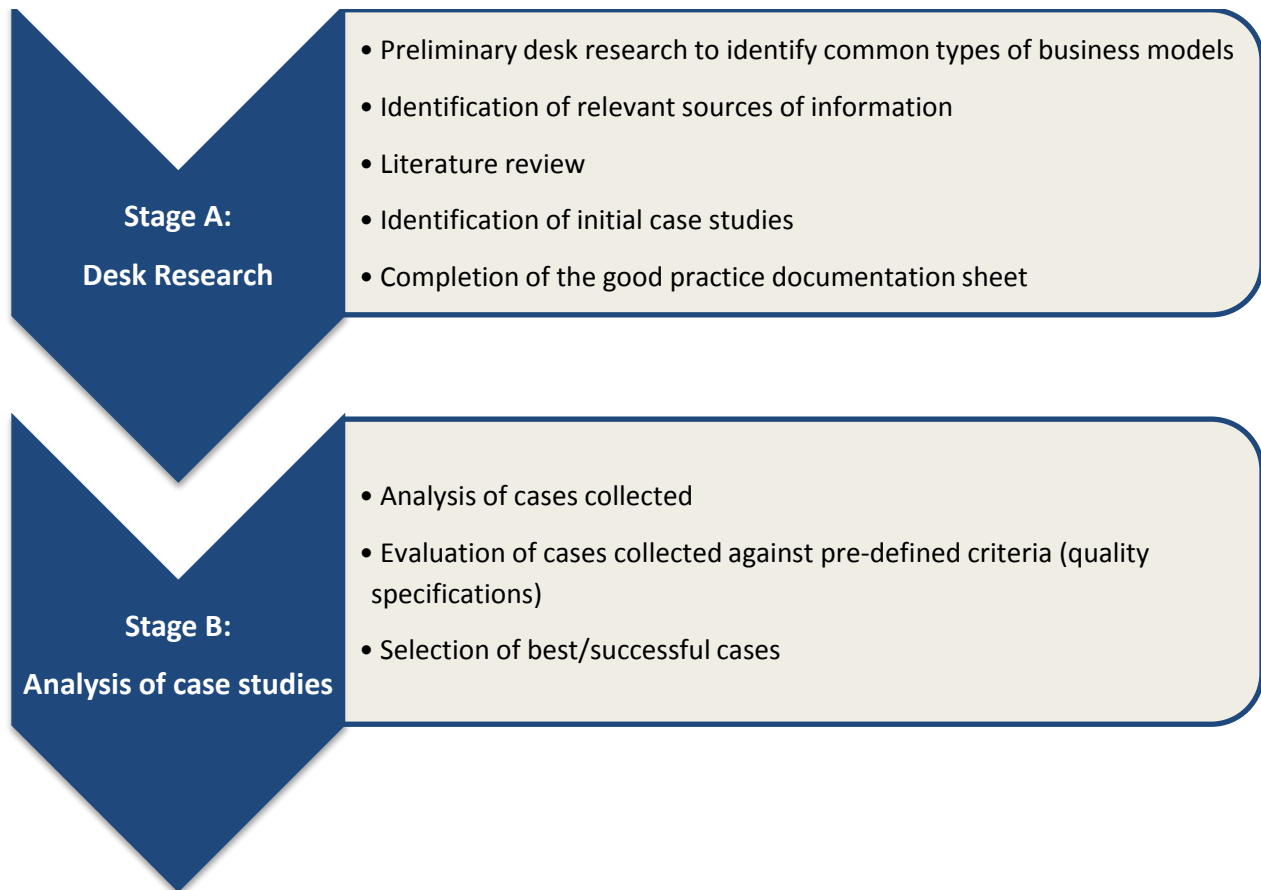 Stage A:
Desk Research
• Preliminary desk research to identify common types of business models
• Identification of relevant sources of information
• Literature review
• Identification of initial case studies
• Completion of the good practice documentation sheet
Stage B:
Analysis of case studies
• Analysis of cases collected
• Evaluation of cases collected against pre-defined criteria (quality
specifications)
• Selection of best/successful cases